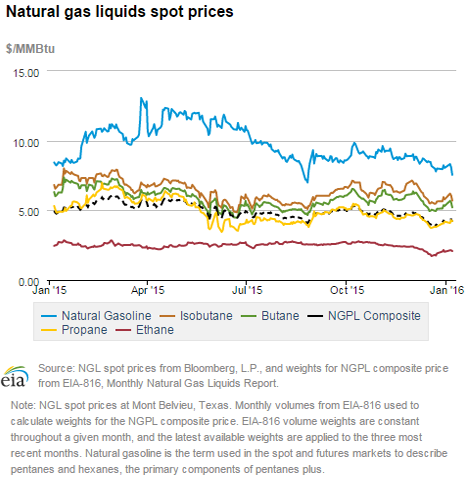 Natural gas liquids spot prices
$/MMBtu
15.00
10.00
5.00
0.00
Jan '15 Apr '15 Jul '15 Oct '15 Jan '16
Natural Gasoline Isobutane Butane NGPL Composite
Propane Ethane
eia
Source: NGL spot prices from Bloomberg, L.P., and weights for NGPL composite price
from EIA-816, Monthly Natural Gas Liquids Report.
Note: NGL spot prices at Mont Belvieu, Texas. Monthly volumes from EIA-816 used to
calculate weights for the NGPL composite price. EIA-816 volume weights are constant
throughout a given month, and the latest available weights are applied to the three most
recent months. Natural gasoline is the term used in the spot and futures markets to describe
pentanes and hexanes, the primary components of pentanes plus.